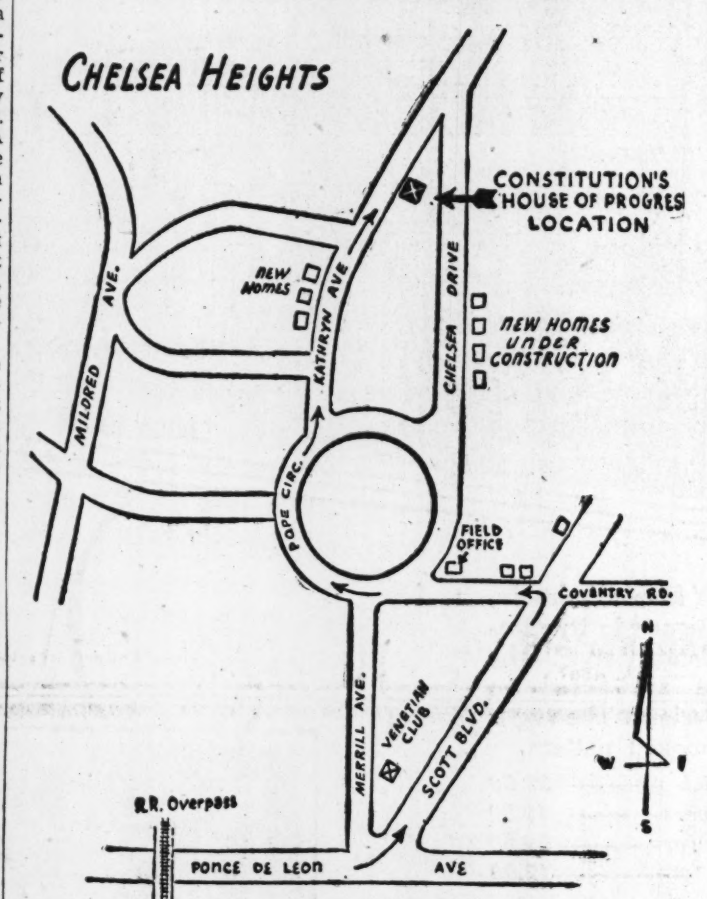 CHELSEA HEIGHTS
CONSTITUTION'S
"HOUSE OF PROGRES
LOCATION
NEW
HOMES
KATHRYN AVE
CHELSEA DRIVE
NEW HOMES
UNDER
CONSTRUCTION
MILDRED AVE.
POPE CIRC.
FIELD
OFFICE
COVENTRY RD.
N
W
S
MERRILL AVE.
VENETIAN
CLUB
SCOTT BLVD.
R.R. Overpass
PONCE DE LEON AVE